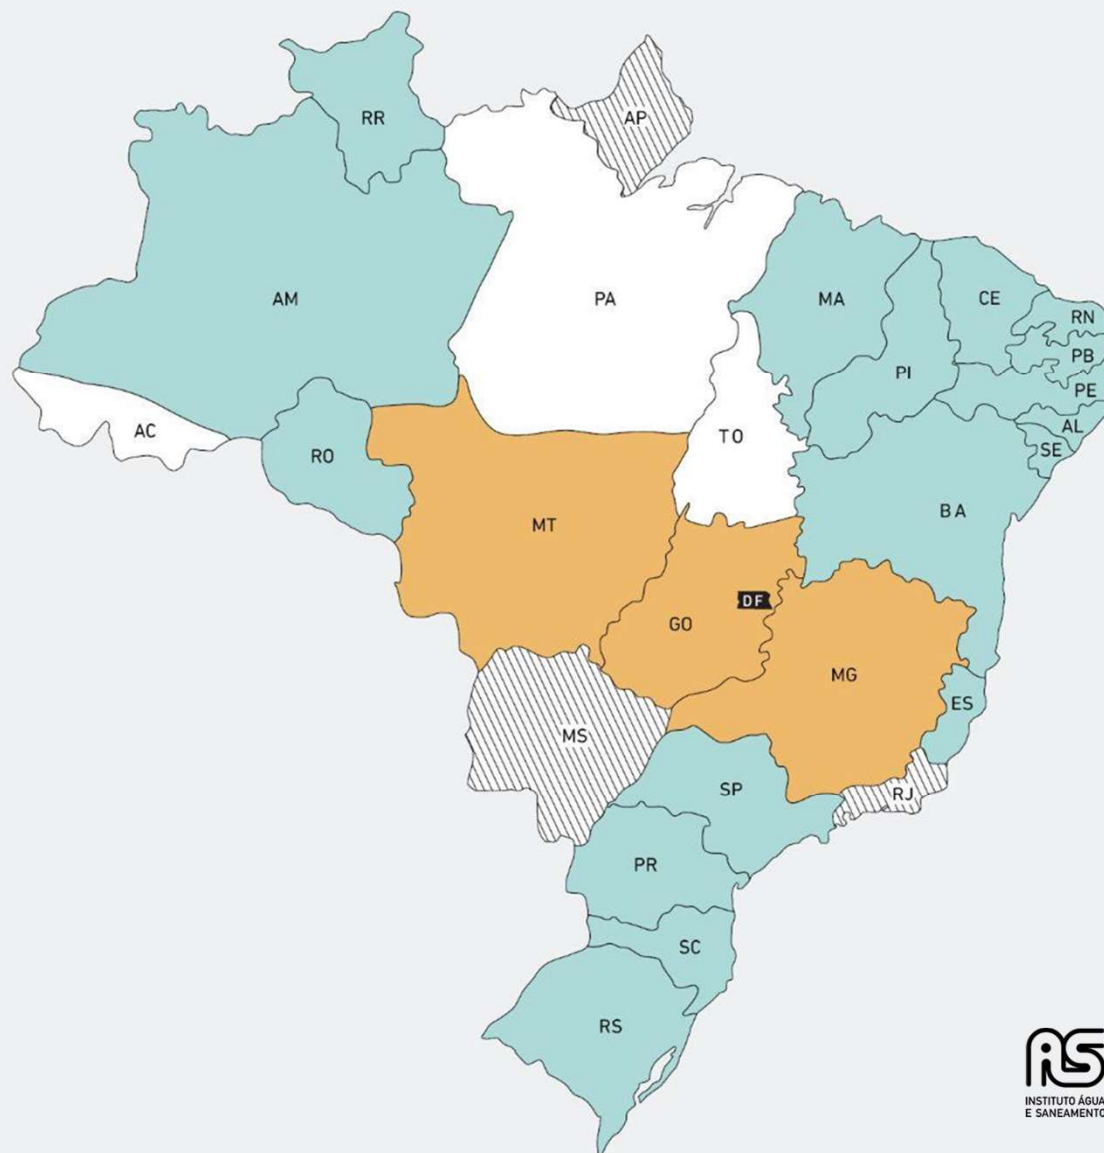 RR
AP
AM
PA
MA
CE
RN
PB
PE
PI
AL
SE
AC
RO
TO
BA
MT
DF
GO
MG
ES
MS
SP
RJ
PR
SC
RS
iAS
INSTITUTO ÁGUA
E SANEAMENTO